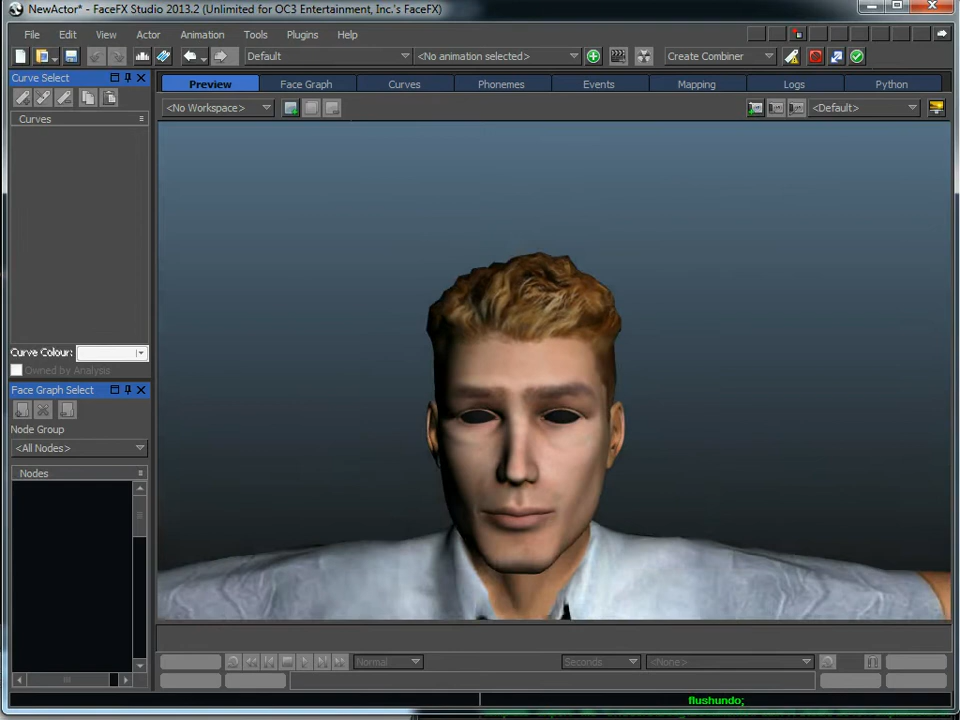 NewActor* - FaceFX Studio 2013.2 (Unlimited for OC3 Entertainment, Inc.'s FaceFX)
File Edit View Actor Animation Tools Plugins Help
Default <No animation selected> Create Combiner
Curve Select
Preview Face Graph Curves Phonemes Events Mapping Logs Python
<No Workspace> <Default>
Curves
Curve Colour:
Owned by Analysis
Face Graph Select
Node Group
<All Nodes>
Nodes
Normal Seconds <None>
flushundo;